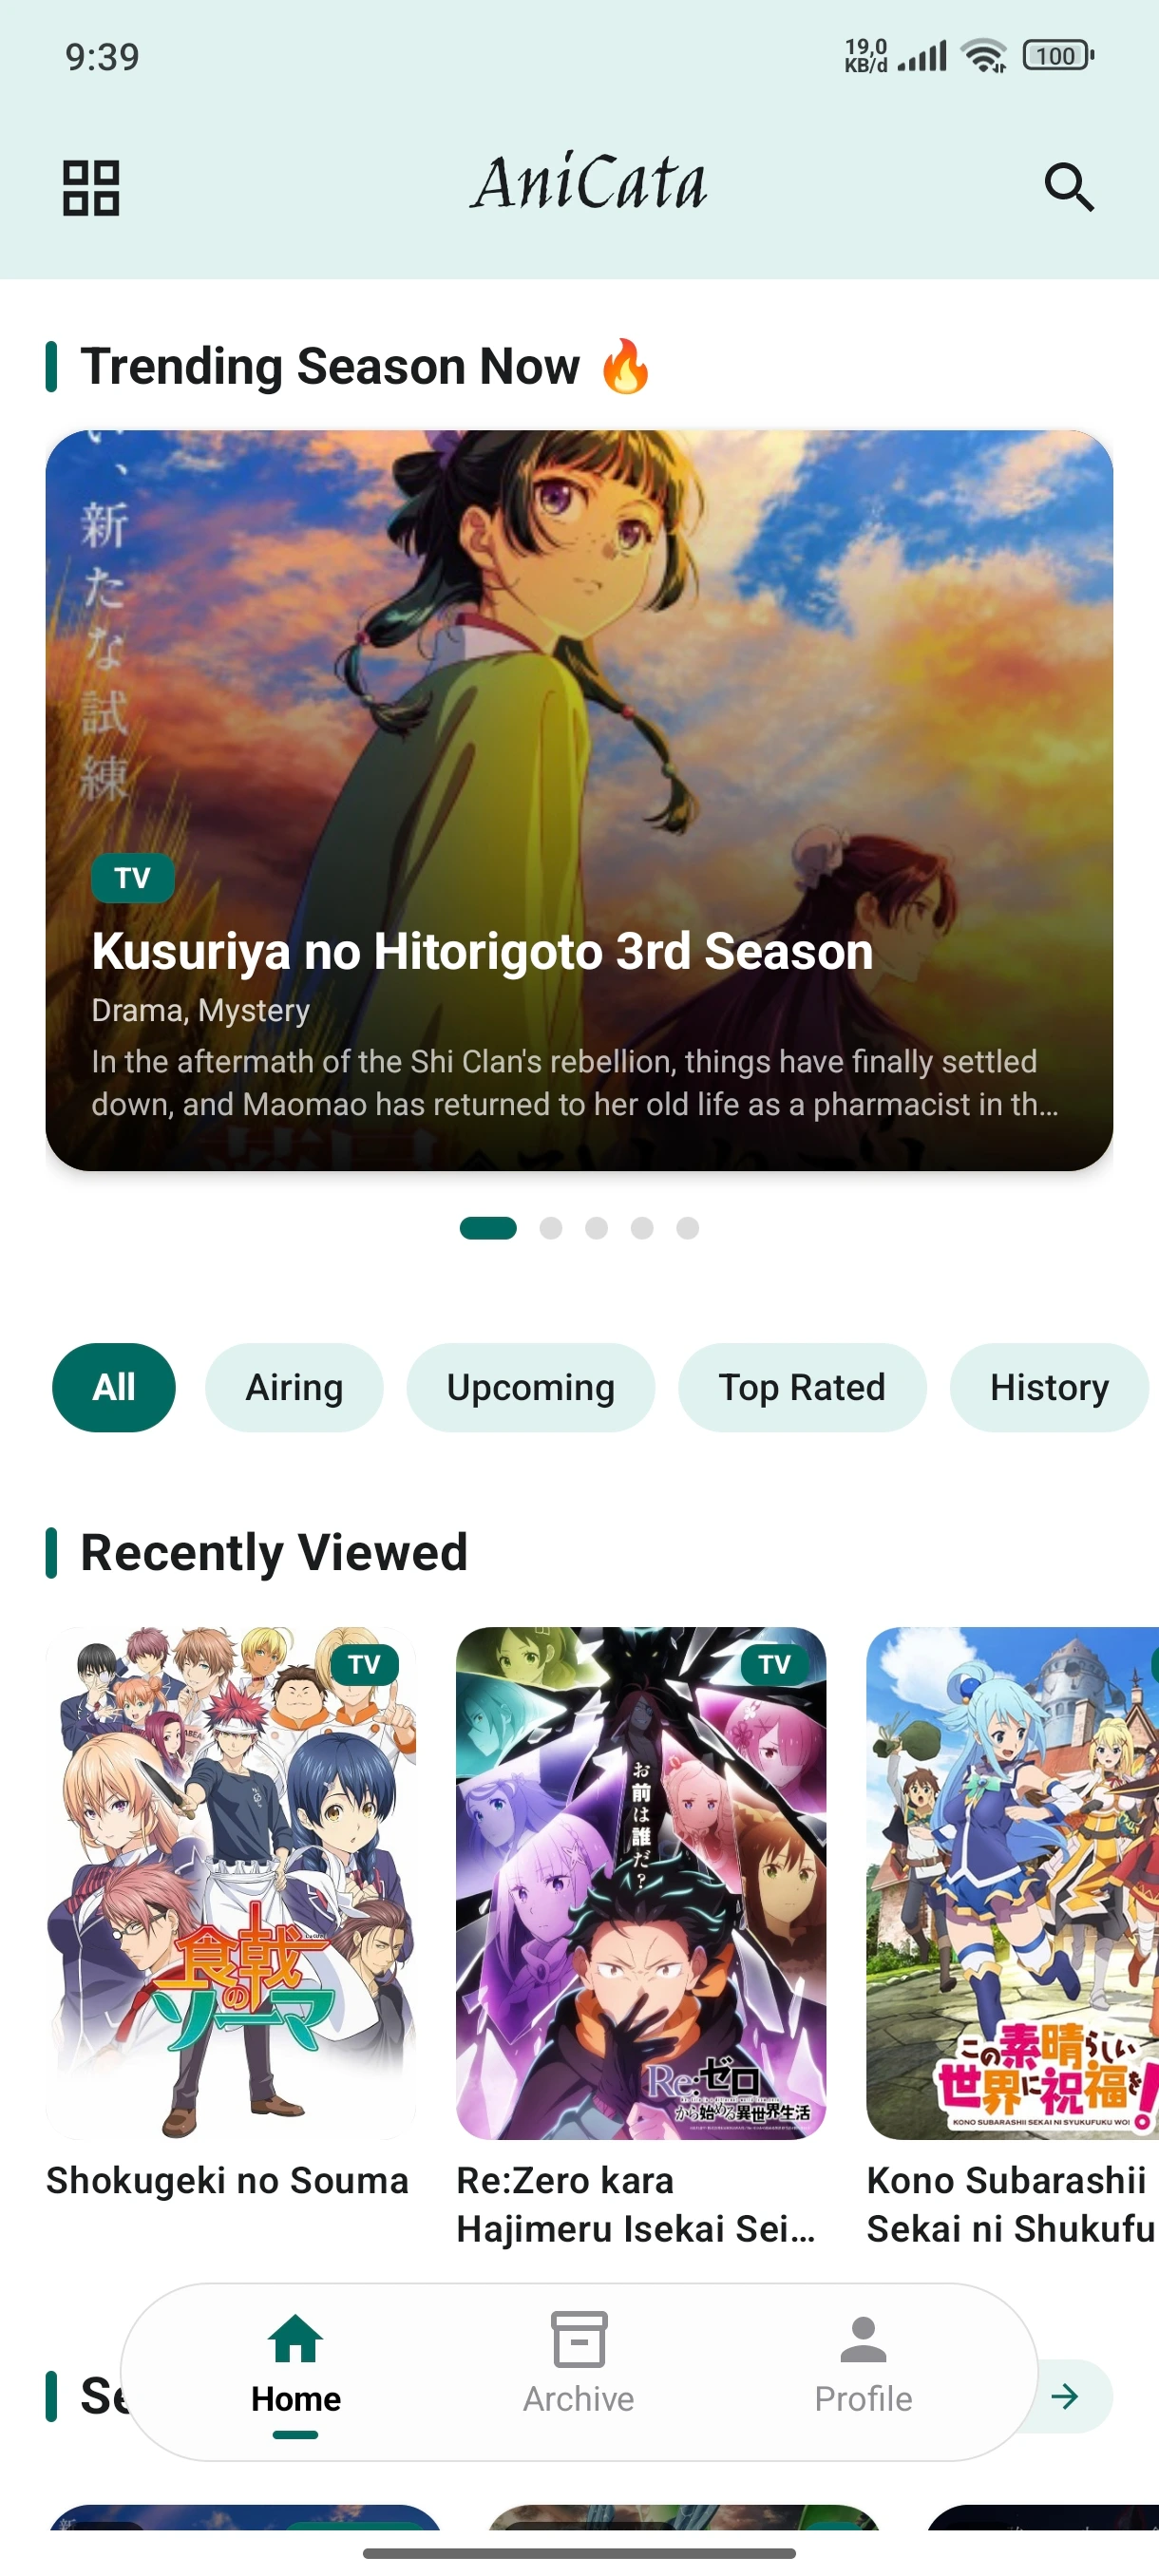 9:39
19,0
KB/d
100
AniCata
Trending Season Now 🔥
い、新たな試練
TV
Kusuriya no Hitorigoto 3rd Season
Drama, Mystery
In the aftermath of the Shi Clan's rebellion, things have finally settled
down, and Maomao has returned to her old life as a pharmacist in th...
All
Airing
Upcoming
Top Rated
History
Recently Viewed
TV
食戟の
ソーマ
Shokugeki no Souma
TV
お前は誰だ?
Re:ゼロ
から始める異世界生活
Re:Zero kara
Hajimeru Isekai Sei...
この素晴らしい
世界に祝福を!
KONO SUBARASHII SEKAI NI SYUKUFUKU WO!
Kono Subarashii
Sekai ni Shukufu
Se
Home
Archive
Profile